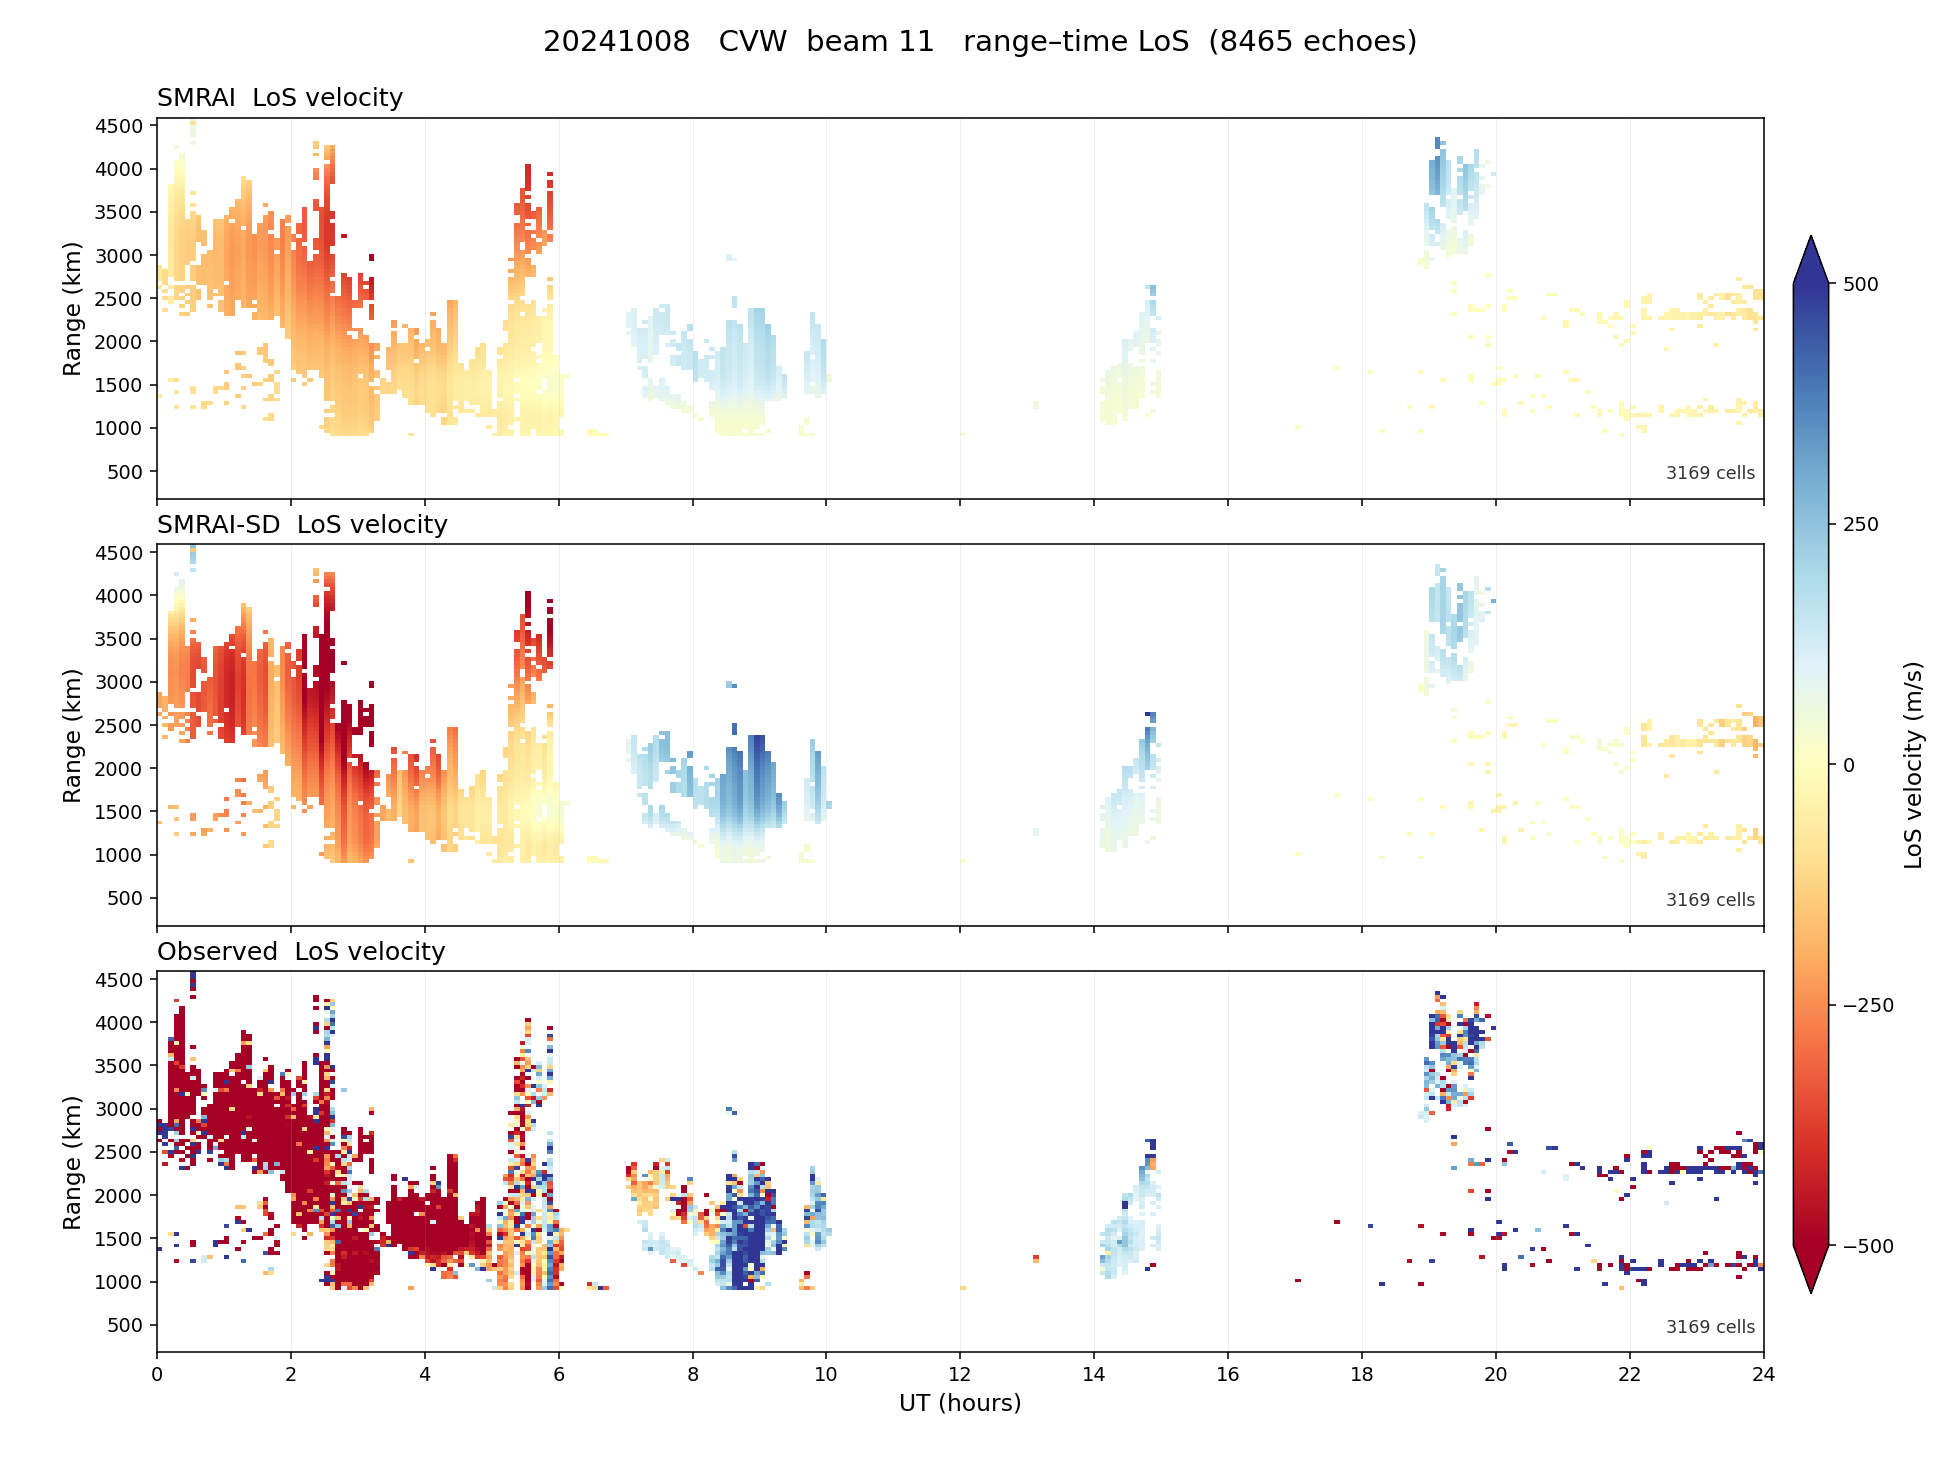 20241008   CVW  beam 11   range–time LoS  (8465 echoes)
SMRAI  LoS velocity
4500
4000
3500
3000
2500
2000
1500
1000
500
Range (km)
3169 cells
SMRAI-SD  LoS velocity
4500
4000
3500
3000
2500
2000
1500
1000
500
Range (km)
3169 cells
Observed  LoS velocity
4500
4000
3500
3000
2500
2000
1500
1000
500
Range (km)
3169 cells
0 2 4 6 8 10 12 14 16 18 20 22 24
UT (hours)
500
250
0
−250
−500
LoS velocity (m/s)